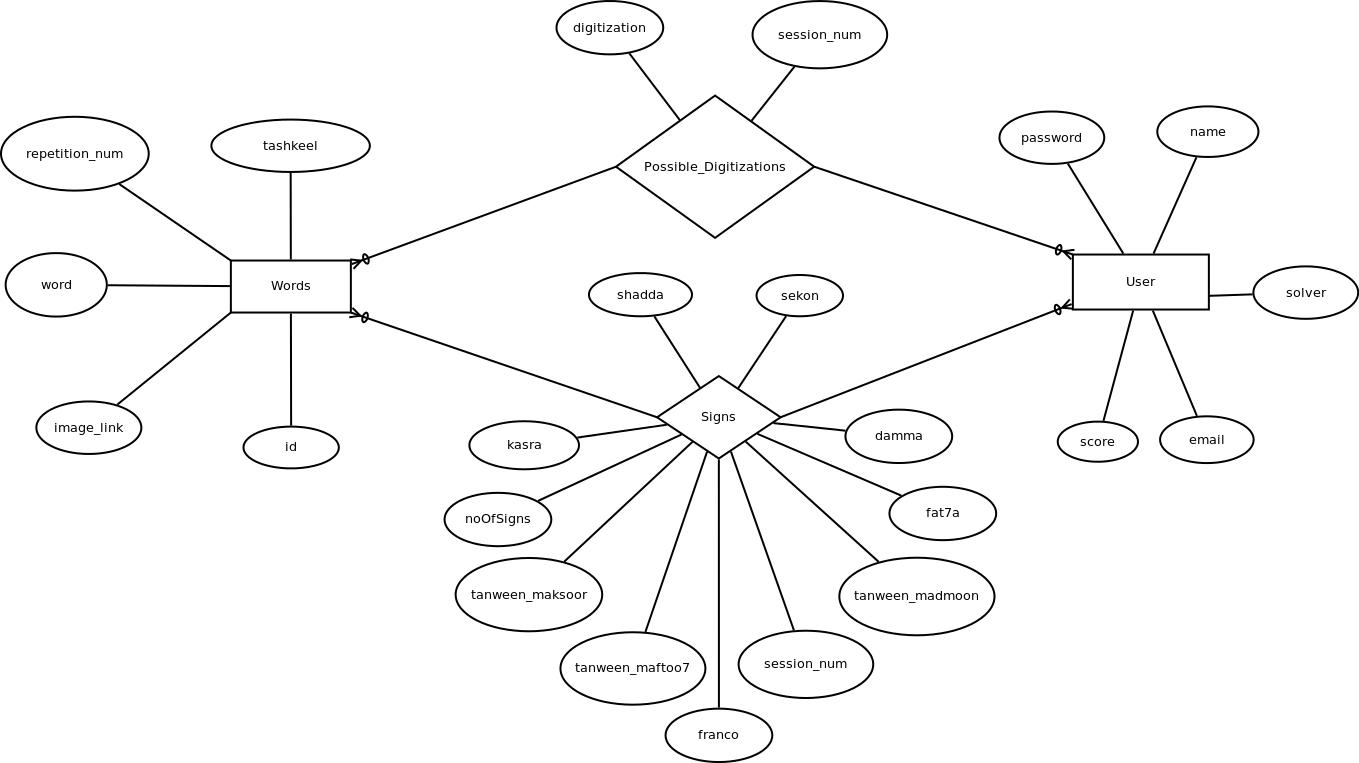 digitization
session_num
repetition_num
tashkeel
Possible_Digitizations
password
name
word
Words
shadda
sekon
User
solver
image_link
id
Signs
kasra
damma
score
email
noOfSigns
fat7a
tanween_maksoor
tanween_madmoon
tanween_maftoo7
session_num
franco